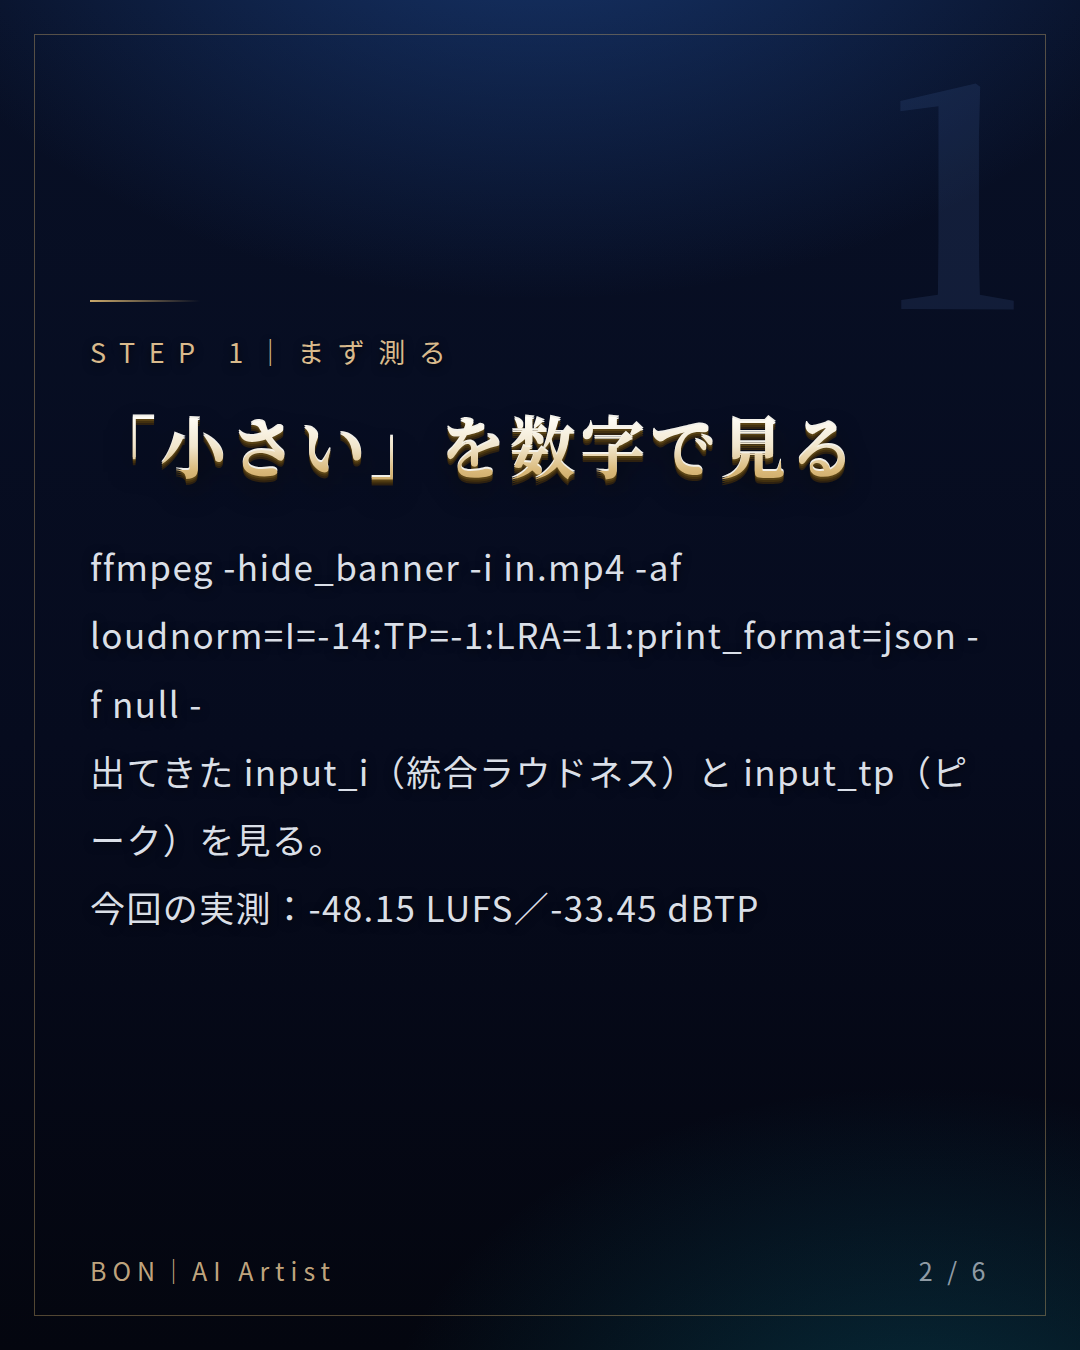 1
STEP 1｜まず測る
「小さい」を数字で見る
ffmpeg -hide_banner -i in.mp4 -af
loudnorm=I=-14:TP=-1:LRA=11:print_format=json -
f null -
出てきた input_i（統合ラウドネス）と input_tp（ピ
ーク）を見る。
今回の実測：-48.15 LUFS／-33.45 dBTP
BON｜AI Artist
2 / 6